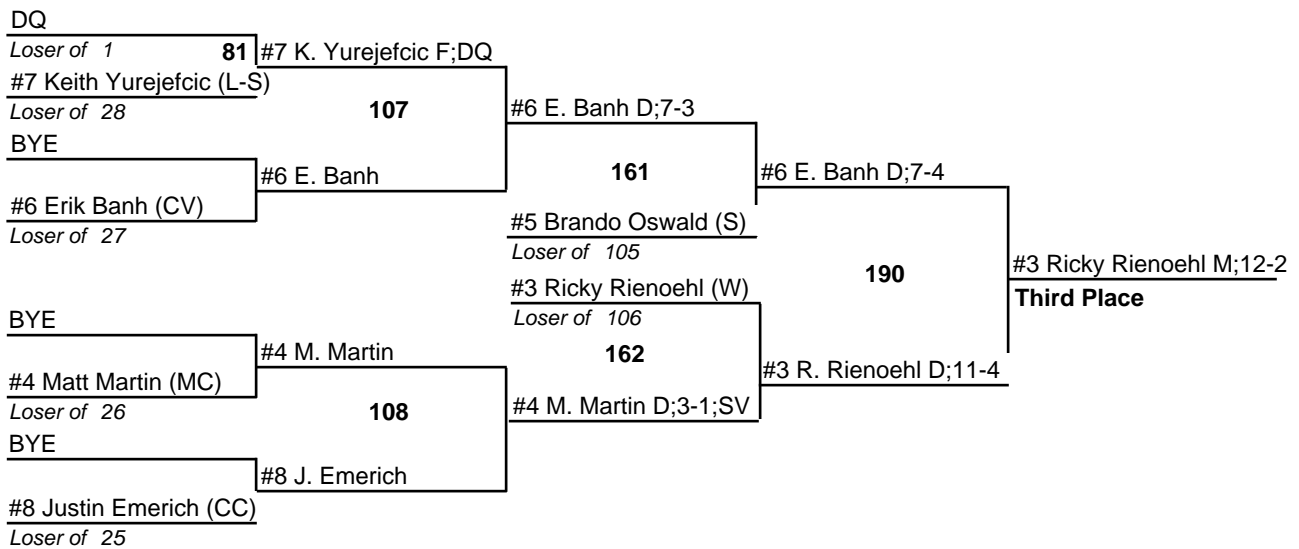 DQ
Loser of 1
81
#7 K. Yurejefcic F;DQ
#7 Keith Yurejefcic (L-S)
Loser of 28
107
#6 E. Banh D;7-3
BYE
#6 E. Banh
161
#6 E. Banh D;7-4
#6 Erik Banh (CV)
Loser of 27
#5 Brando Oswald (S)
Loser of 105
190
#3 Ricky Rienoehl M;12-2
Third Place
#3 Ricky Rienoehl (W)
Loser of 106
BYE
#4 M. Martin
162
#3 R. Rienoehl D;11-4
#4 Matt Martin (MC)
Loser of 26
108
#4 M. Martin D;3-1;SV
BYE
#8 J. Emerich
#8 Justin Emerich (CC)
Loser of 25